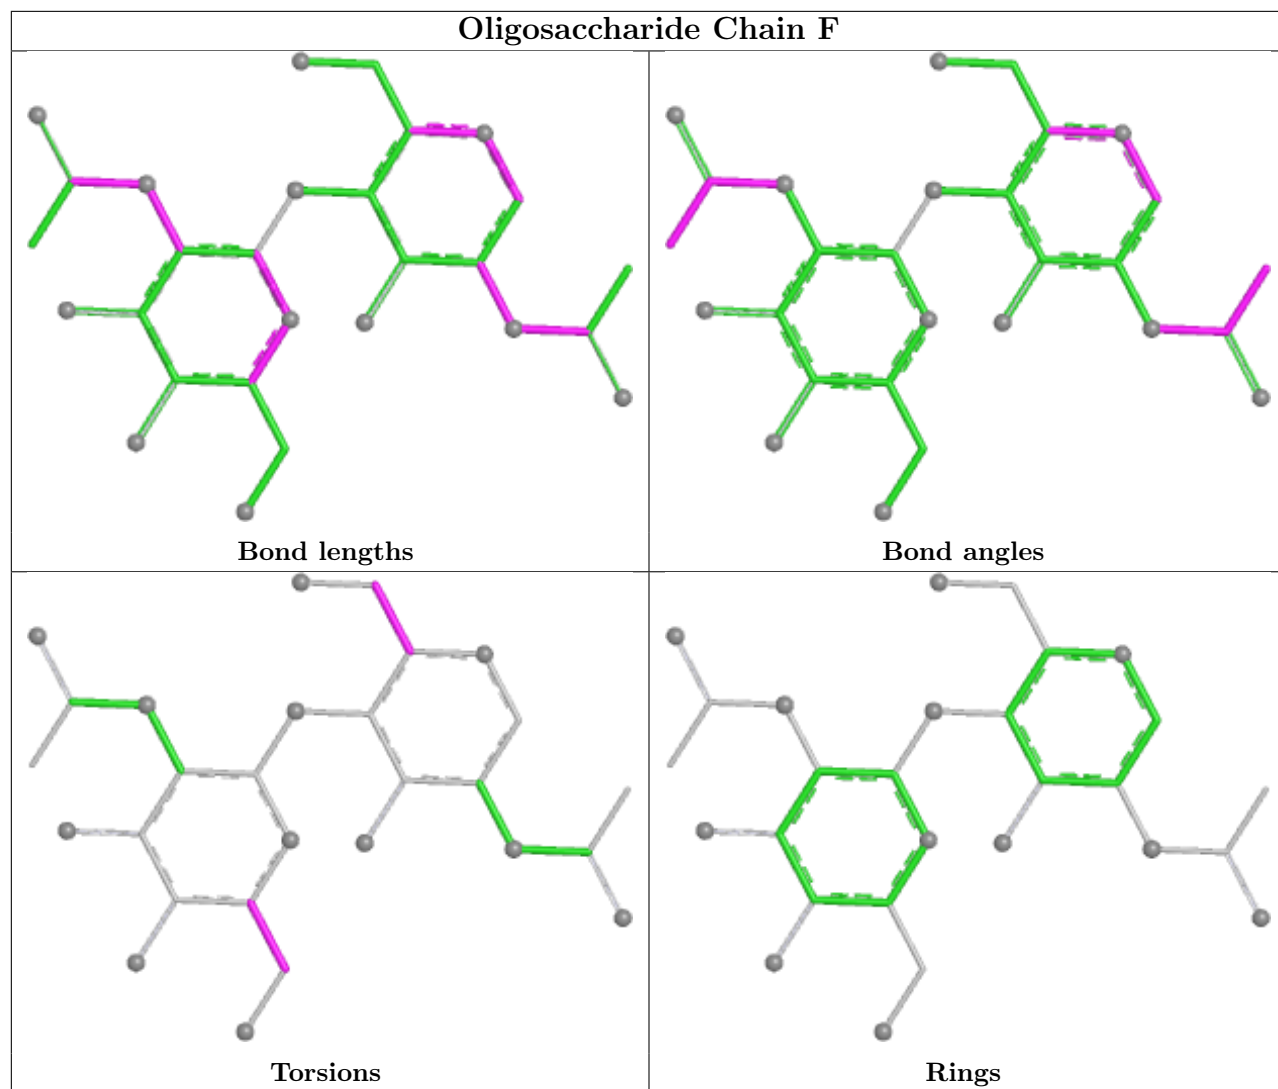 Oligosaccharide Chain F
Bond lengths
Bond angles
Torsions
Rings